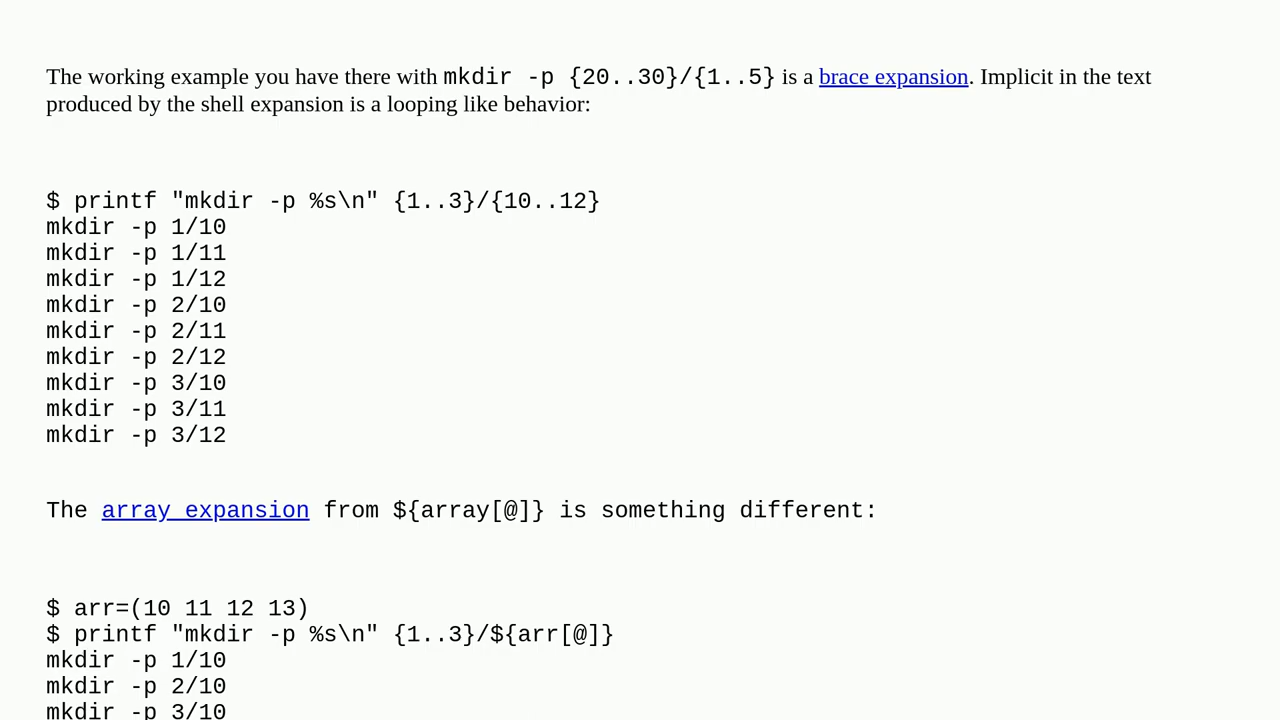 The working example you have there with mkdir -p {20..30}/{1..5} is a brace expansion. Implicit in the text
produced by the shell expansion is a looping like behavior:
$ printf "mkdir -p %s\n" {1..3}/{10..12}
mkdir -p 1/10
mkdir -p 1/11
mkdir -p 1/12
mkdir -p 2/10
mkdir -p 2/11
mkdir -p 2/12
mkdir -p 3/10
mkdir -p 3/11
mkdir -p 3/12
The array expansion from ${array[@]} is something different:
$ arr=(10 11 12 13)
$ printf "mkdir -p %s\n" {1..3}/${arr[@]}
mkdir -p 1/10
mkdir -p 2/10
mkdir -p 3/10